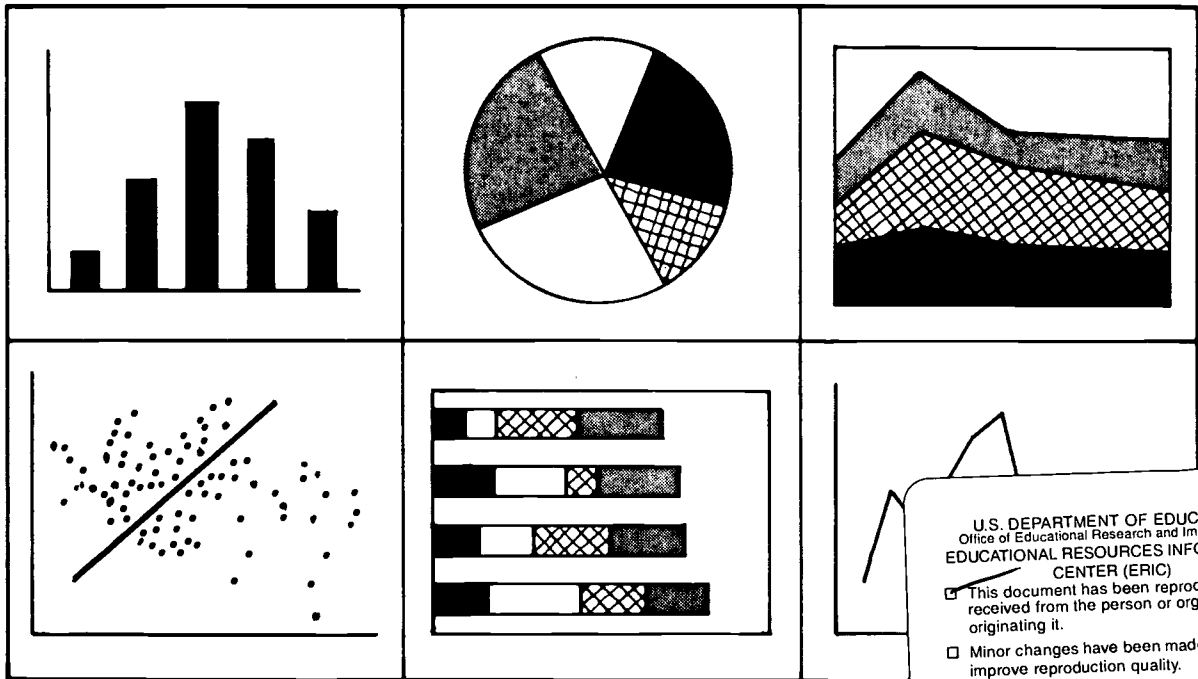 U.S. DEPARTMENT OF EDUC
Office of Educational Research and Im
EDUCATIONAL RESOURCES INFO
CENTER (ERIC)
☐ This document has been reprod
received from the person or org
originating it.
☐ Minor changes have been made
improve reproduction quality.